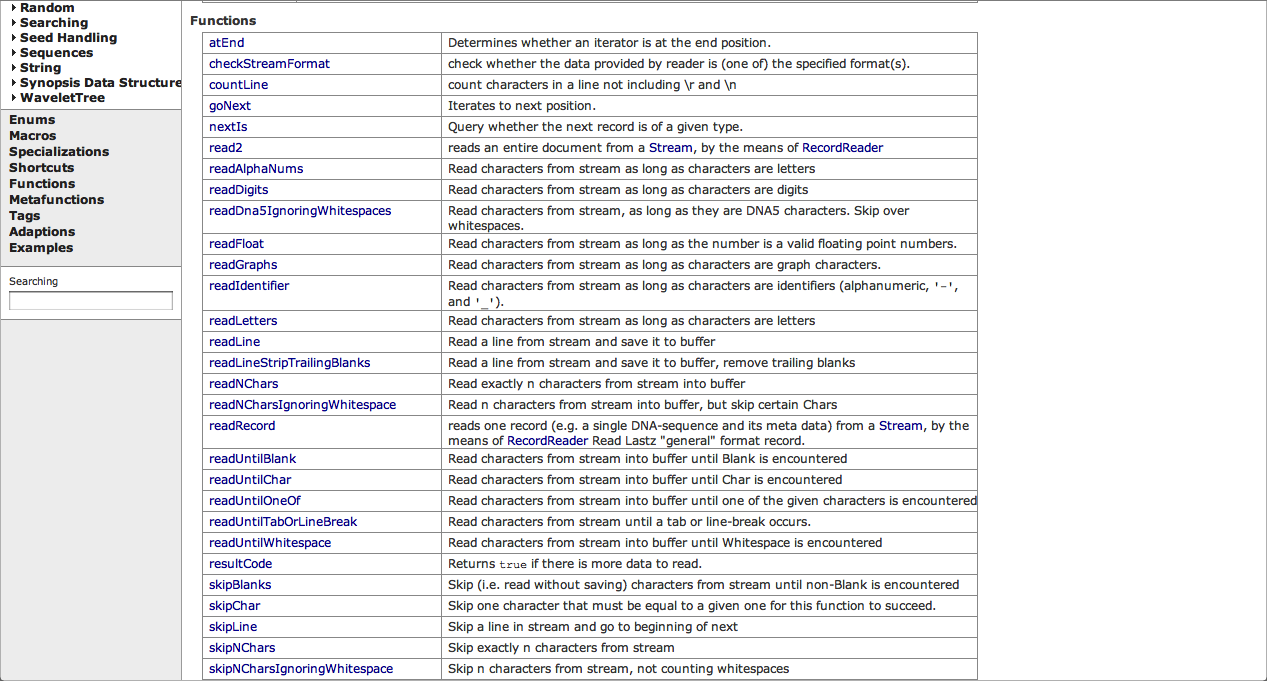 Random
Searching
Seed Handling
Sequences
String
Synopsis Data Structure
WaveletTree
Enums
Macros
Specializations
Shortcuts
Functions
Metafunctions
Tags
Adaptions
Examples
Searching
Functions
atEnd Determines whether an iterator is at the end position.
checkStreamFormat check whether the data provided by reader is (one of) the specified format(s).
countLine count characters in a line not including \r and \n
goNext Iterates to next position.
nextIs Query whether the next record is of a given type.
read2 reads an entire document from a Stream, by the means of RecordReader
readAlphaNums Read characters from stream as long as characters are letters
readDigits Read characters from stream as long as characters are digits
readDna5IgnoringWhitespaces Read characters from stream, as long as they are DNA5 characters. Skip over
whitespaces.
readFloat Read characters from stream as long as the number is a valid floating point numbers.
readGraphs Read characters from stream as long as characters are graph characters.
readIdentifier Read characters from stream as long as characters are identifiers (alphanumeric, '-',
and '_').
readLetters Read characters from stream as long as characters are letters
readLine Read a line from stream and save it to buffer
readLineStripTrailingBlanks Read a line from stream and save it to buffer, remove trailing blanks
readNChars Read exactly n characters from stream into buffer
readNCharsIgnoringWhitespace Read n characters from stream into buffer, but skip certain Chars
readRecord reads one record (e.g. a single DNA-sequence and its meta data) from a Stream, by the
means of RecordReader Read Lastz "general" format record.
readUntilBlank Read characters from stream into buffer until Blank is encountered
readUntilChar Read characters from stream into buffer until Char is encountered
readUntilOneOf Read characters from stream into buffer until one of the given characters is encountered
readUntilTabOrLineBreak Read characters from stream until a tab or line-break occurs.
readUntilWhitespace Read characters from stream into buffer until Whitespace is encountered
resultCode Returns true if there is more data to read.
skipBlanks Skip (i.e. read without saving) characters from stream until non-Blank is encountered
skipChar Skip one character that must be equal to a given one for this function to succeed.
skipLine Skip a line in stream and go to beginning of next
skipNChars Skip exactly n characters from stream
skipNCharsIgnoringWhitespace Skip n characters from stream, not counting whitespaces